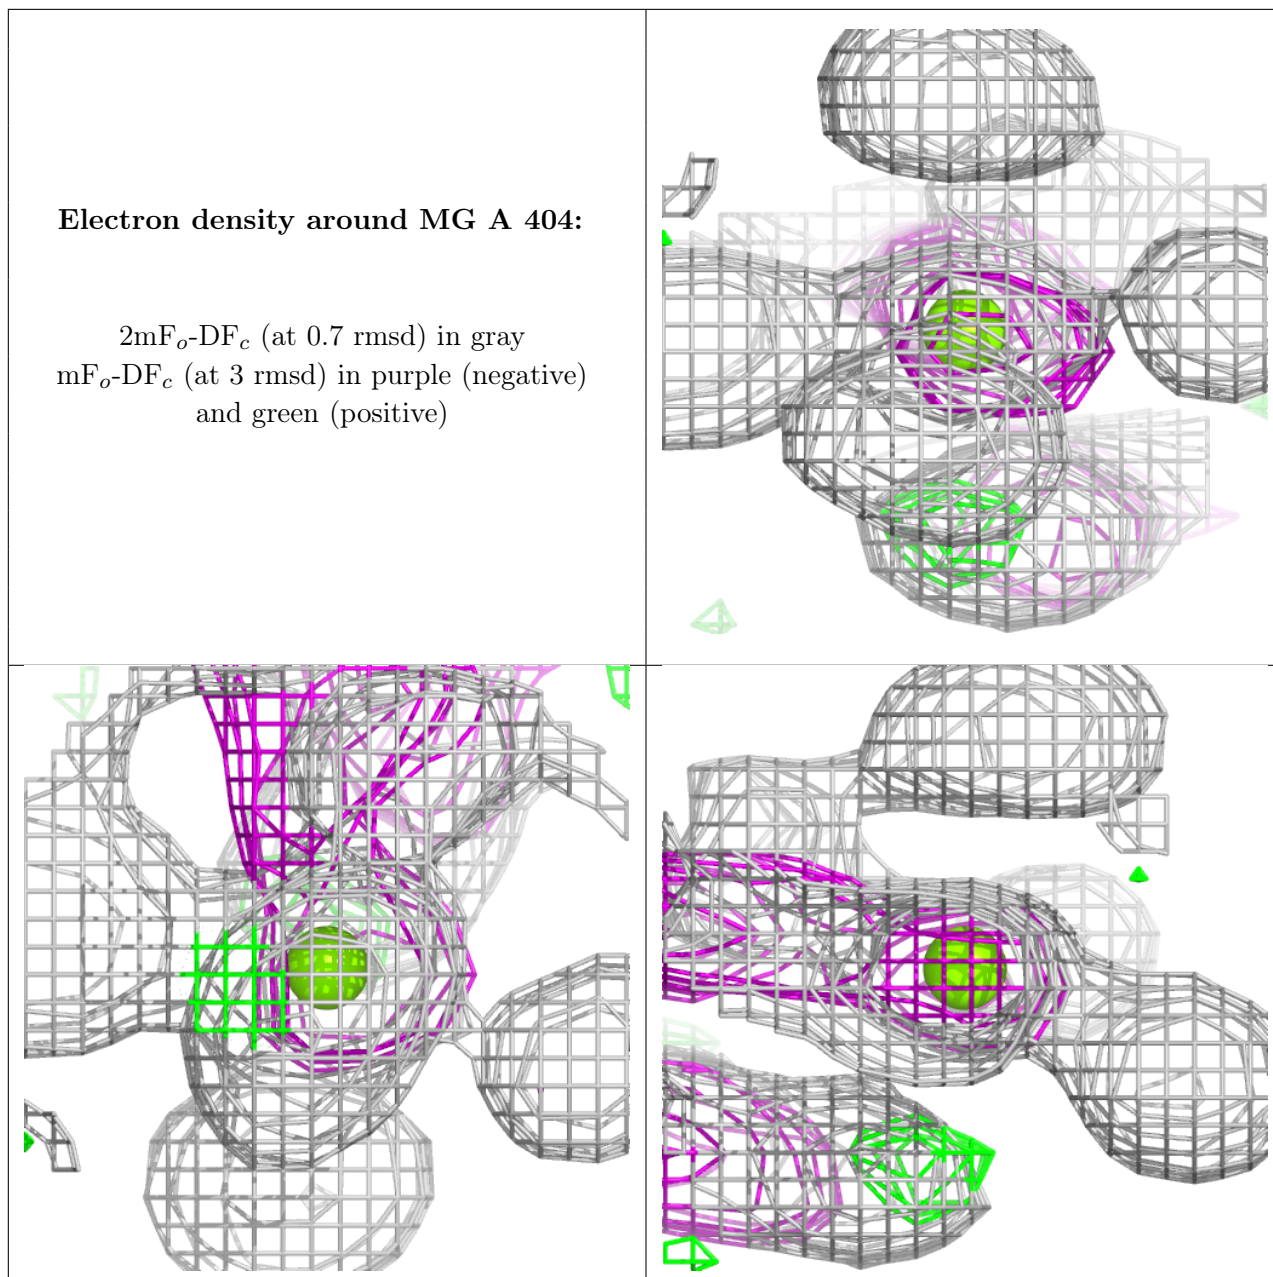 Electron density around MG A 404:
2mFo-DFc (at 0.7 rmsd) in gray
mFo-DFc (at 3 rmsd) in purple (negative)
and green (positive)